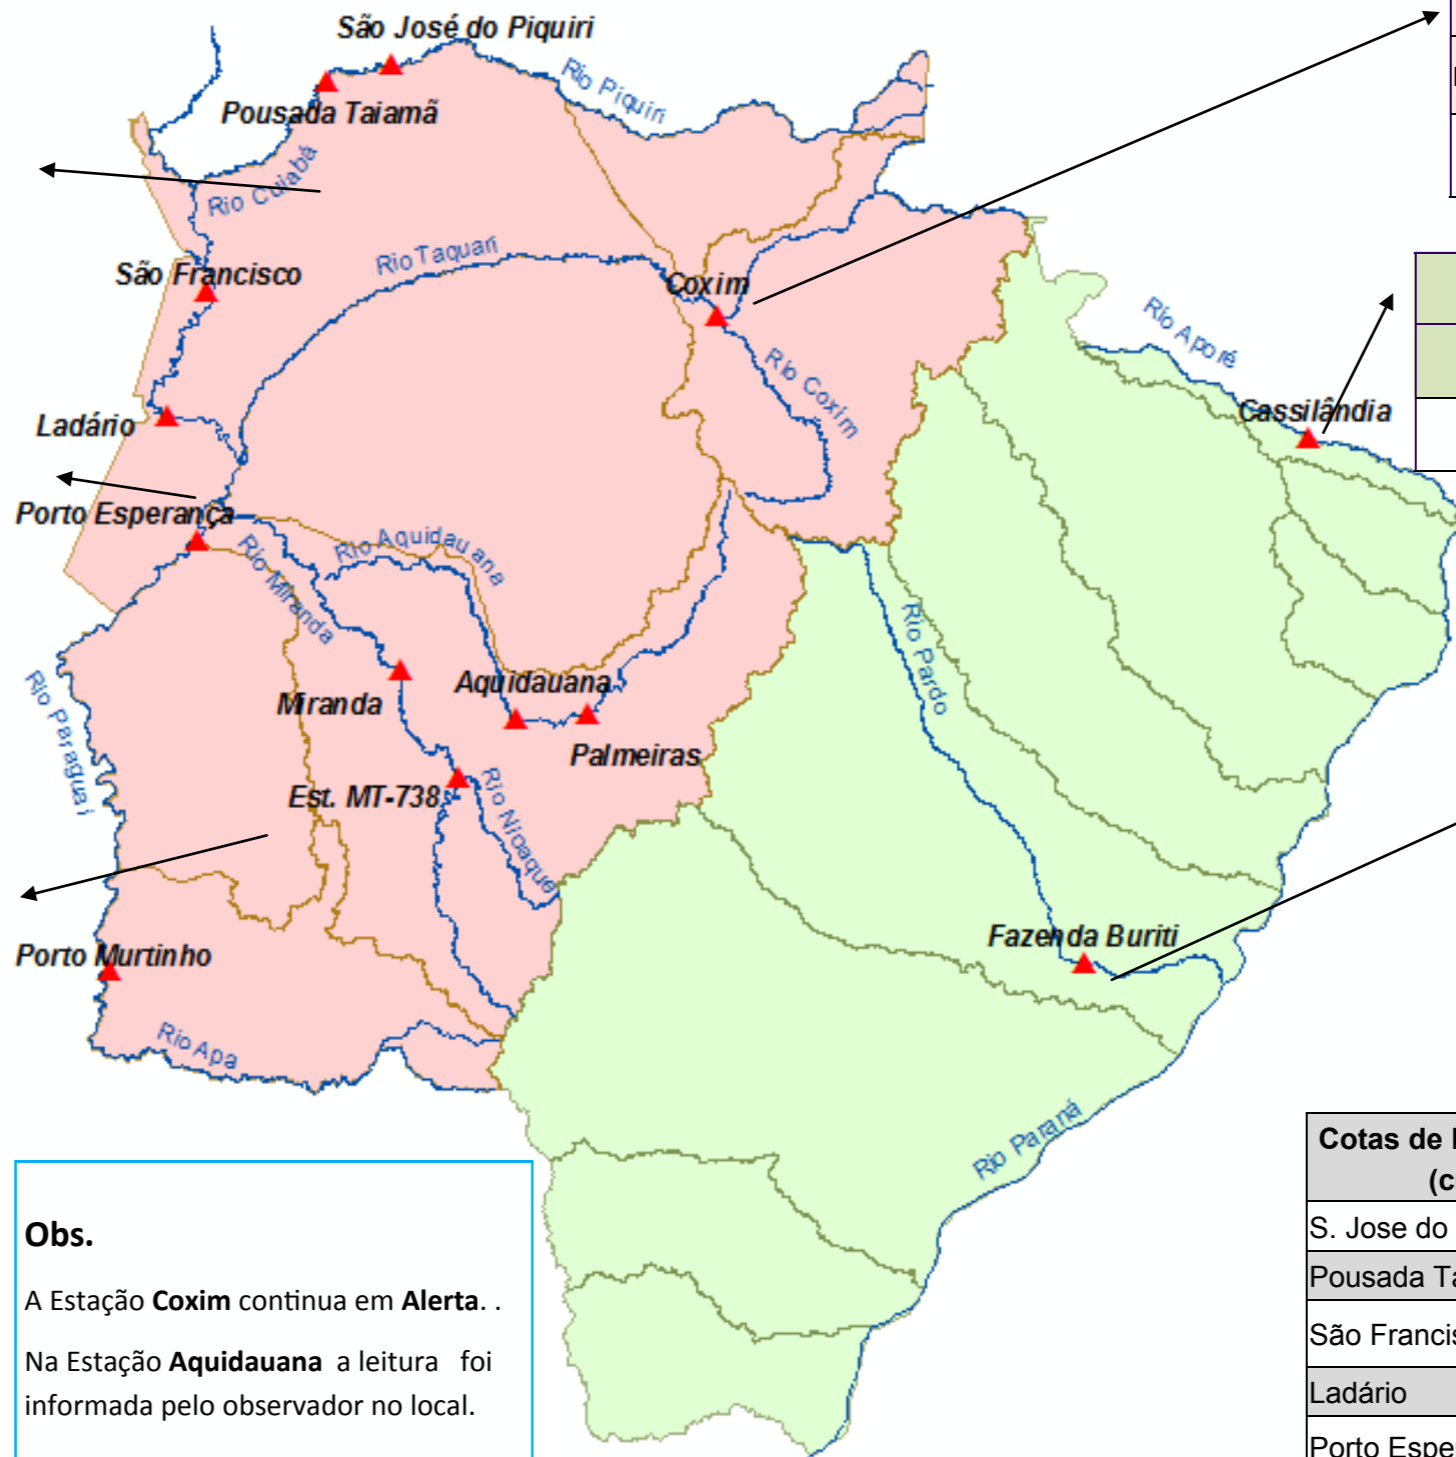 São José do Piquiri
Rio Piquiri
Pousada Taiamã
Rio Cuiabá
São Francisco
Rio Taquari
Coxim
Rio Aporé
Rio Coxim
Cassilândia
Ladário
Porto Esperança
Rio Aquidauana
Rio Miranda
Rio Pardo
Rio Paraguai
Miranda
Aquidauana
Palmeiras
Est. MT-738
Rio Nioaque
Fazenda Buriti
Porto Murtinho
Rio Apa
Rio Paraná
Obs.
A Estação Coxim continua em Alerta. .
Na Estação Aquidauana a leitura foi
informada pelo observador no local.
Cotas de
(c
S. Jose do
Pousada Ta
São Francis
Ladário
Porto Espe